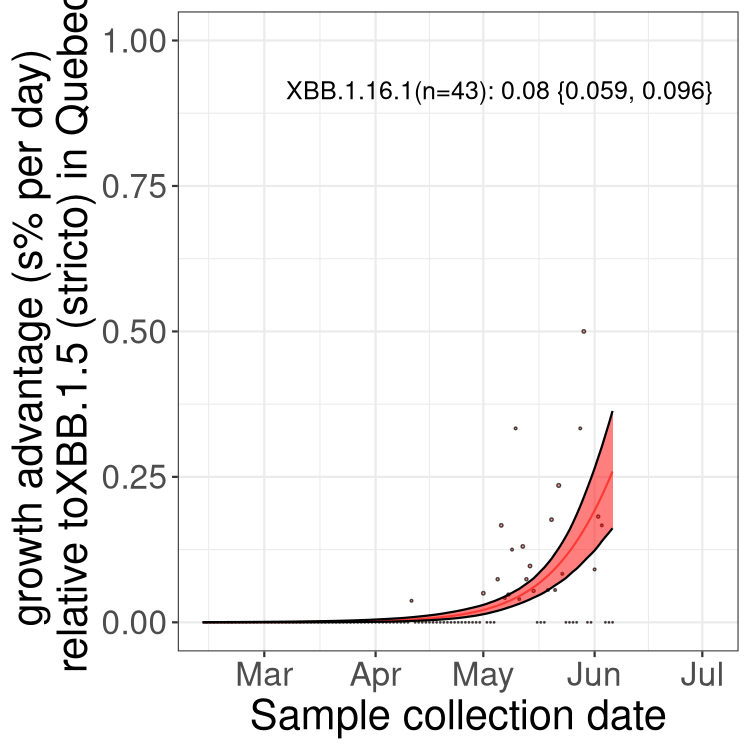 growth advantage (s% per day)
relative toXBB.1.5 (stricto) in Quebec
1.00
XBB.1.16.1(n=43): 0.08 {0.059, 0.096}
0.75
0.50
0.25
0.00
Mar Apr May Jun Jul
Sample collection date